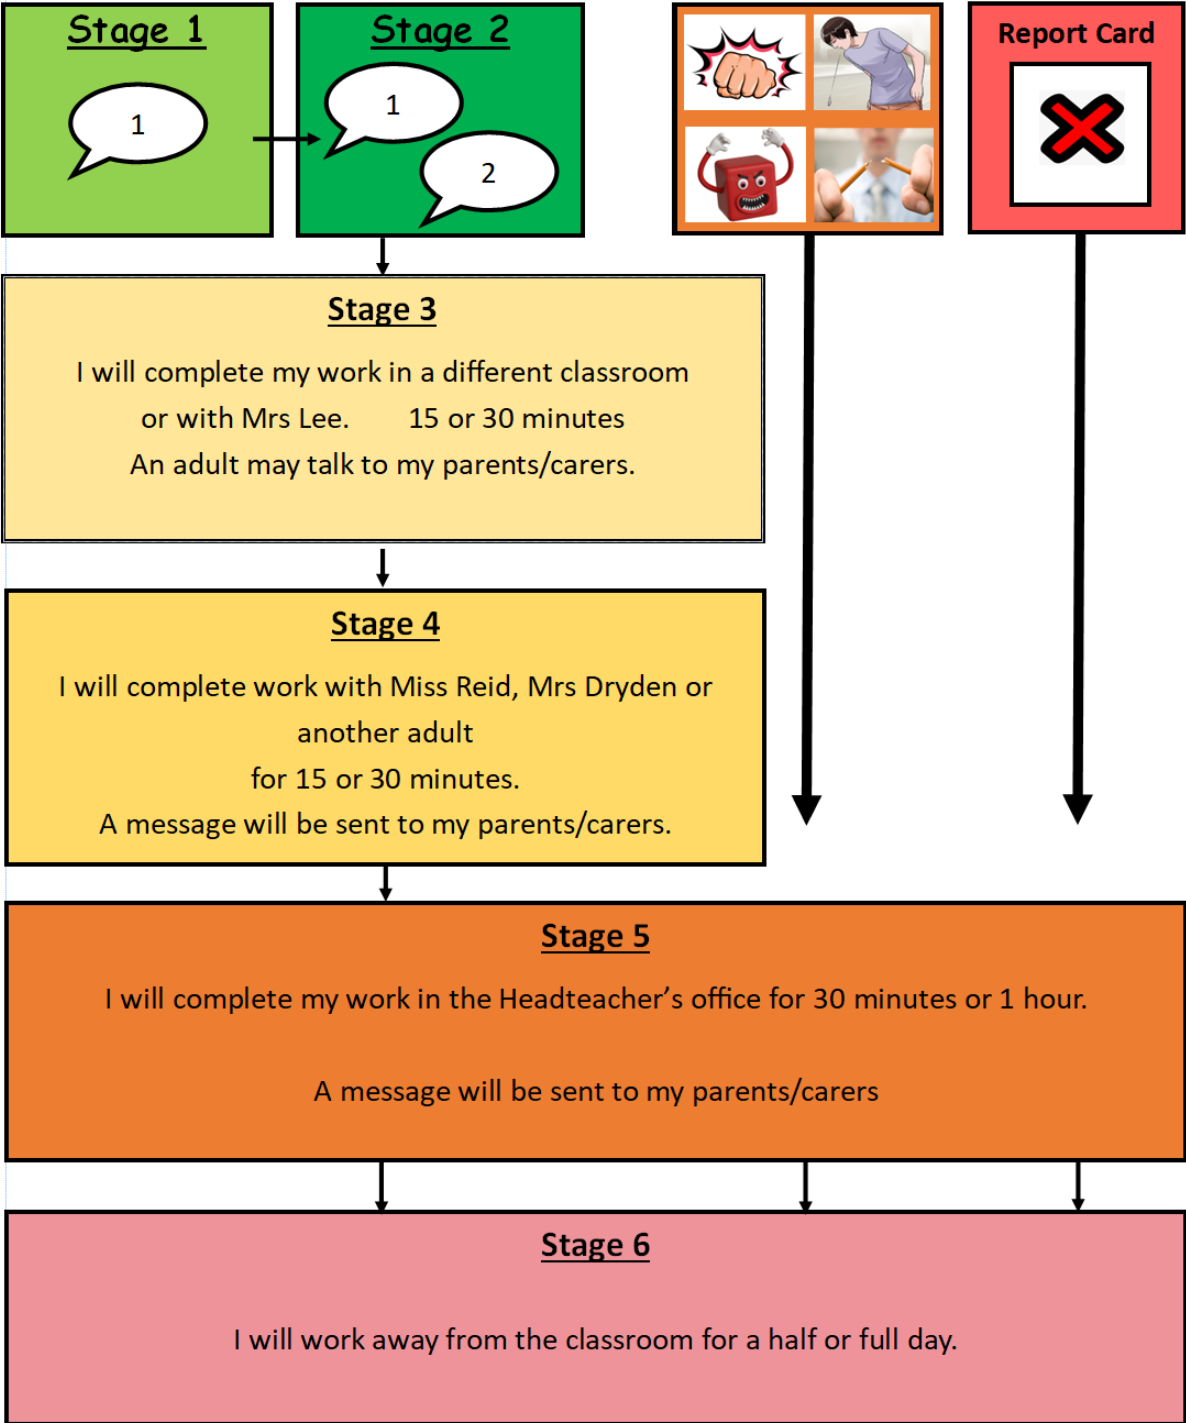 Stage 1
1
Stage 2
1
2
Report Card
Stage 3
I will complete my work in a different classroom
or with Mrs Lee. 15 or 30 minutes
An adult may talk to my parents/carers.
Stage 4
I will complete work with Miss Reid, Mrs Dryden or
another adult
for 15 or 30 minutes.
A message will be sent to my parents/carers.
Stage 5
I will complete my work in the Headteacher’s office for 30 minutes or 1 hour.
A message will be sent to my parents/carers
Stage 6
I will work away from the classroom for a half or full day.